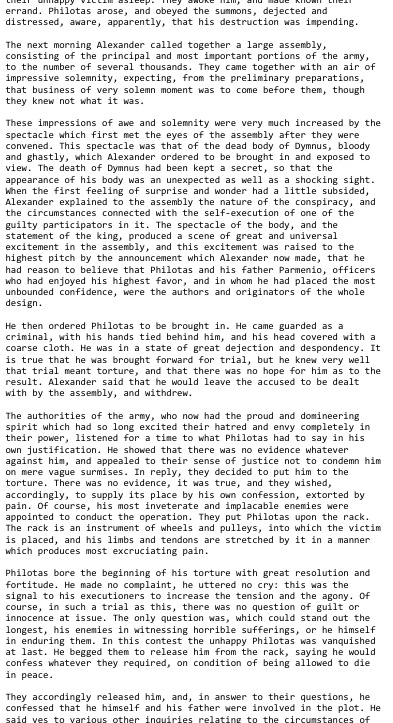 their unhappy victim asleep. They awoke him, and made known their
errand. Philotas arose, and obeyed the summons, dejected and
distressed, aware, apparently, that his destruction was impending.
The next morning Alexander called together a large assembly,
consisting of the principal and most important portions of the army,
to the number of several thousands. They came together with an air of
impressive solemnity, expecting, from the preliminary preparations,
that business of very solemn moment was to come before them, though
they knew not what it was.
These impressions of awe and solemnity were very much increased by the
spectacle which first met the eyes of the assembly after they were
convened. This spectacle was that of the dead body of Dymnus, bloody
and ghastly, which Alexander ordered to be brought in and exposed to
view. The death of Dymnus had been kept a secret, so that the
appearance of his body was an unexpected as well as a shocking sight.
When the first feeling of surprise and wonder had a little subsided,
Alexander explained to the assembly the nature of the conspiracy, and
the circumstances connected with the self-execution of one of the
guilty participators in it. The spectacle of the body, and the
statement of the king, produced a scene of great and universal
excitement in the assembly, and this excitement was raised to the
highest pitch by the announcement which Alexander now made, that he
had reason to believe that Philotas and his father Parmenio, officers
who had enjoyed his highest favor, and in whom he had placed the most
unbounded confidence, were the authors and originators of the whole
design.
He then ordered Philotas to be brought in. He came guarded as a
criminal, with his hands tied behind him, and his head covered with a
coarse cloth. He was in a state of great dejection and despondency. It
is true that he was brought forward for trial, but he knew very well
that trial meant torture, and that there was no hope for him as to the
result. Alexander said that he would leave the accused to be dealt
with by the assembly, and withdrew.
The authorities of the army, who now had the proud and domineering
spirit which had so long excited their hatred and envy completely in
their power, listened for a time to what Philotas had to say in his
own justification. He showed that there was no evidence whatever
against him, and appealed to their sense of justice not to condemn him
on mere vague surmises. In reply, they decided to put him to the
torture. There was no evidence, it was true, and they wished,
accordingly, to supply its place by his own confession, extorted by
pain. Of course, his most inveterate and implacable enemies were
appointed to conduct the operation. They put Philotas upon the rack.
The rack is an instrument of wheels and pulleys, into which the victim
is placed, and his limbs and tendons are stretched by it in a manner
which produces most excruciating pain.
Philotas bore the beginning of his torture with great resolution and
fortitude. He made no complaint, he uttered no cry: this was the
signal to his executioners to increase the tension and the agony. Of
course, in such a trial as this, there was no question of guilt or
innocence at issue. The only question was, which could stand out the
longest, his enemies in witnessing horrible sufferings, or he himself
in enduring them. In this contest the unhappy Philotas was vanquished
at last. He begged them to release him from the rack, saying he would
confess whatever they required, on condition of being allowed to die
in peace.
They accordingly released him, and, in answer to their questions, he
confessed that he himself and his father were involved in the plot. He
said yes to various other inquiries relating to the circumstances of